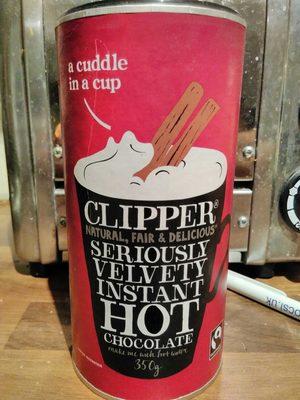 a cuddle
in a cup
CLIPPER®
NATURAL, FAIR & DELICIOUS®
SERIOUSLY
VELVETY
INSTANT
HOT
CHOCOLATE
make me with hot water
350g